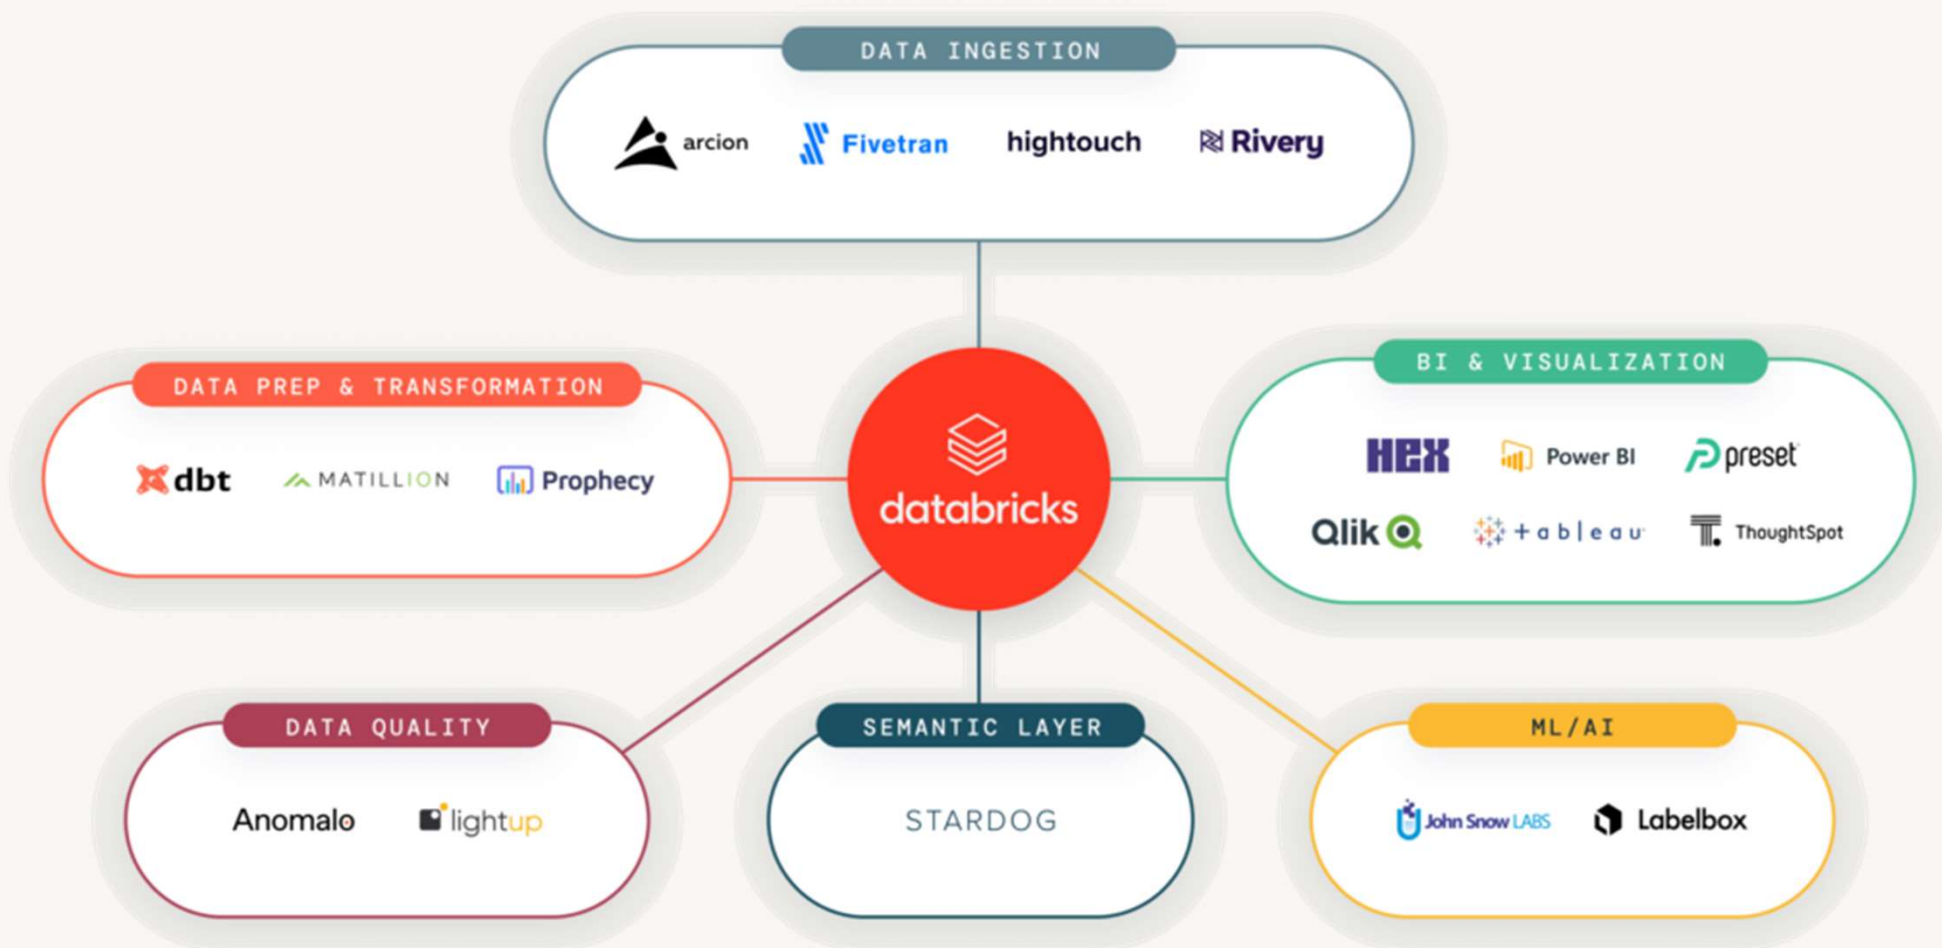 DATA INGESTION
arcion Fivetran hightouch Rivery
DATA PREP & TRANSFORMATION
dbt MATILLION Prophecy
databricks
BI & VISUALIZATION
HEX Power BI preset
Qlik +ableau ThoughtSpot
DATA QUALITY
Anomalo lightup
SEMANTIC LAYER
STARDOG
ML/AI
John Snow LABS Labelbox